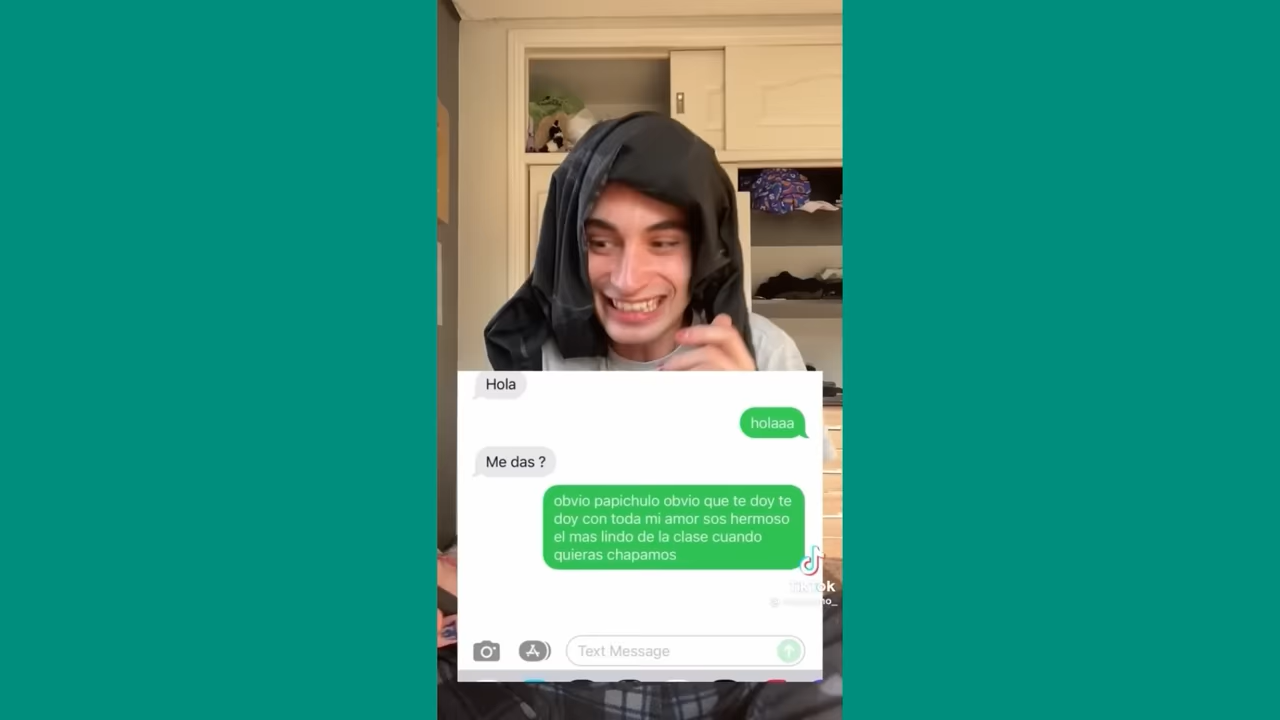 Hola
holaaa
Me das ?
obvio papichulo obvio que te doy te
doy con toda mi amor sos hermoso
el mas lindo de la clase cuando
quieras chapamos
TikTok
Text Message